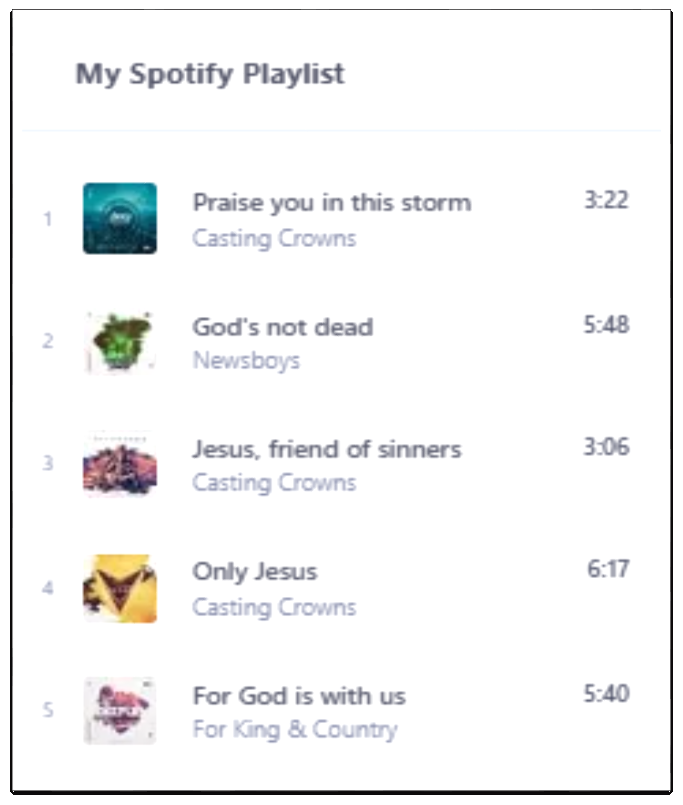 My Spotify Playlist
1
Praise you in this storm 3:22
Casting Crowns
2
God's not dead 5:48
Newsboys
3
Jesus, friend of sinners 3:06
Casting Crowns
4
Only Jesus 6:17
Casting Crowns
5
For God is with us 5:40
For King & Country